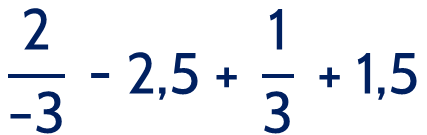 2/-3 - 2,5 + 1/3 + 1,5